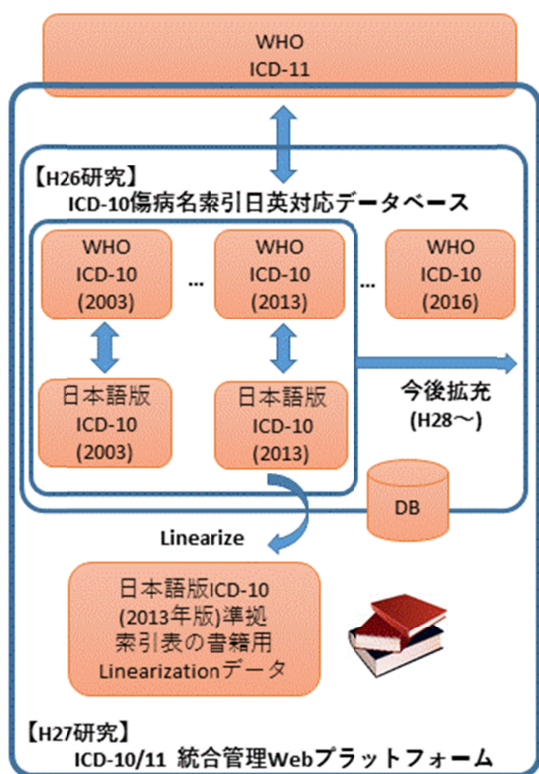 WHO
ICD-11
【H26研究】
ICD-10傷病名索引日英対応データベース
WHO
ICD-10
(2003)
...
WHO
ICD-10
(2013)
...
WHO
ICD-10
(2016)
日本語版
ICD-10
(2003)
日本語版
ICD-10
(2013)
今後拡充
(H28～)
DB
Linearize
日本語版ICD-10
(2013年版)準拠
索引表の書籍用
Linearizationデータ
【H27研究】
ICD-10/11 統合管理Webプラットフォーム